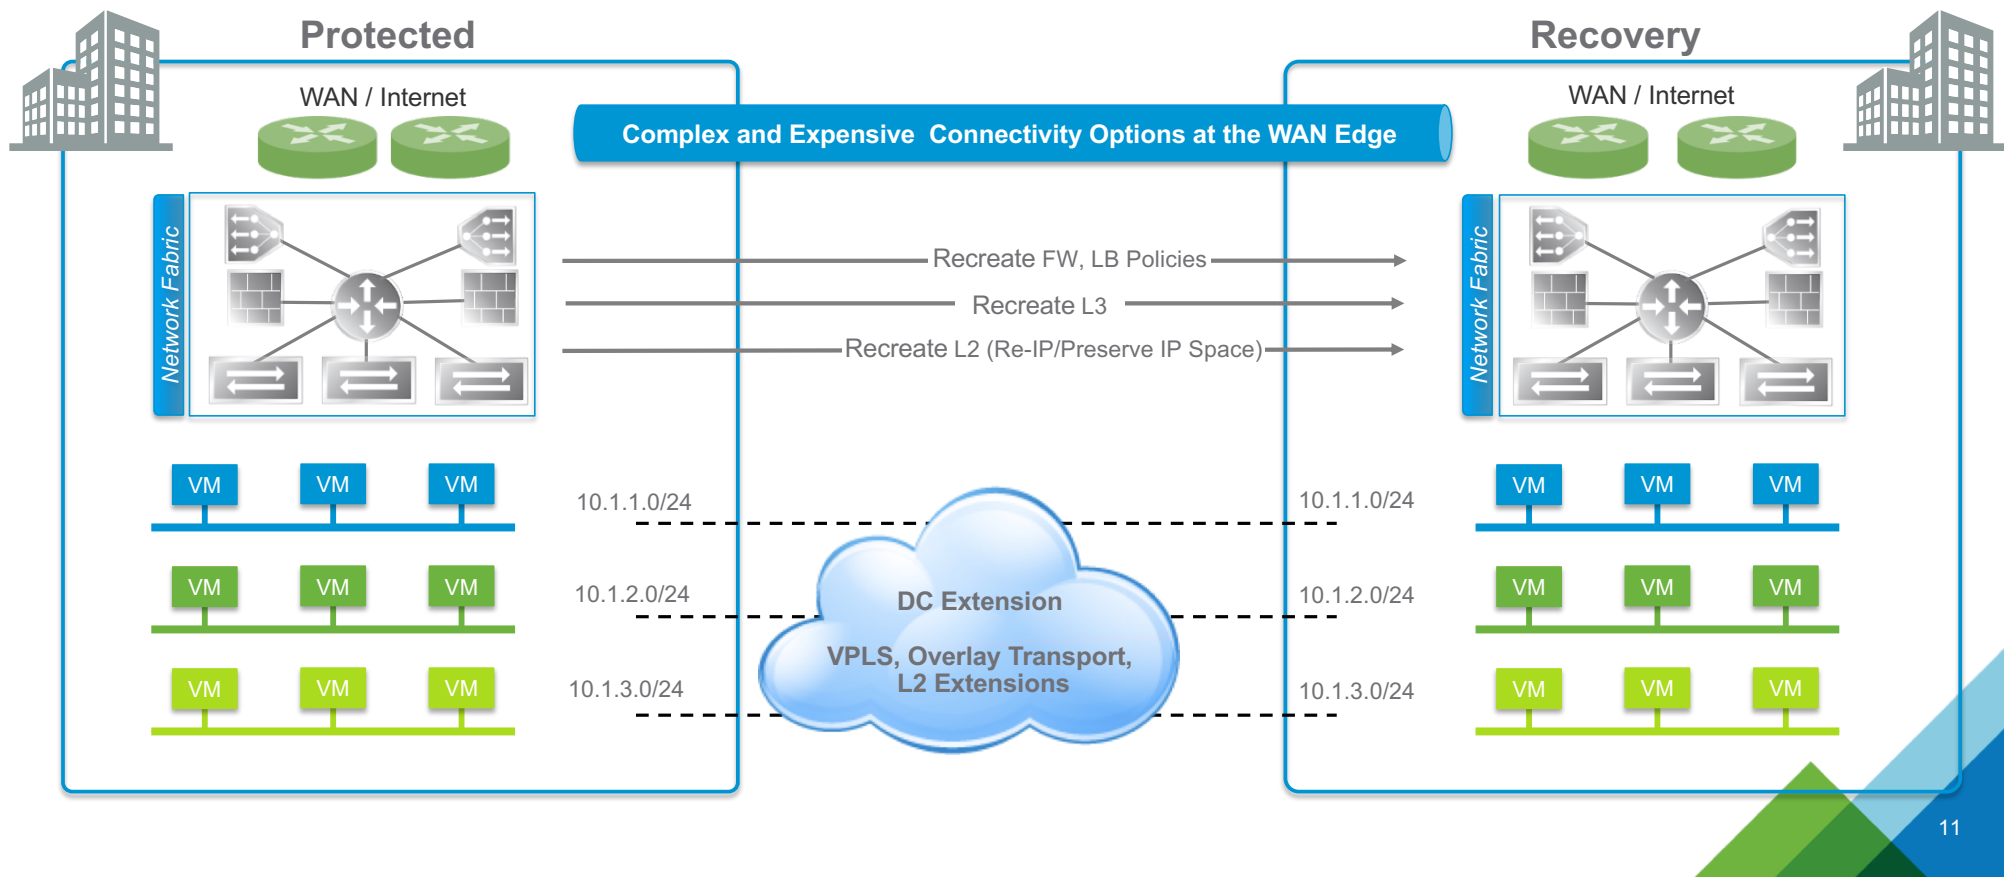 Protected
Recovery
WAN / Internet
WAN / Internet
Complex and Expensive  Connectivity Options at the WAN Edge
Network Fabric
Network Fabric
Recreate FW, LB Policies
Recreate L3
Recreate L2 (Re-IP/Preserve IP Space)
VM VM VM
10.1.1.0/24
10.1.1.0/24
VM VM VM
VM VM VM
10.1.2.0/24
DC Extension
10.1.2.0/24
VM VM VM
VPLS, Overlay Transport,
L2 Extensions
VM VM VM
10.1.3.0/24
10.1.3.0/24
VM VM VM
11